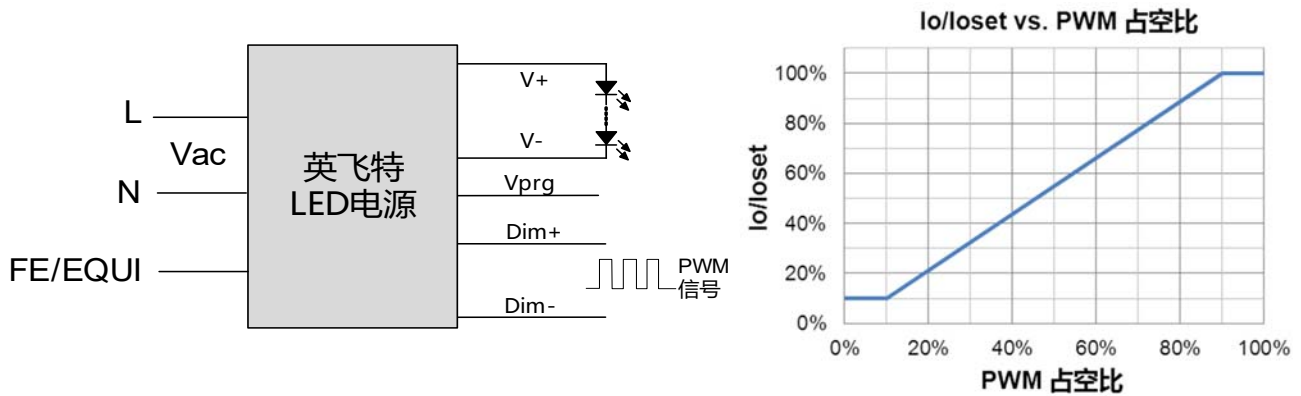 L
Vac
N
FE/EQUI
英飞特
LED电源
V+
V-
Vprg
Dim+
PWM
信号
Dim-
Io/Ioset vs. PWM 占空比
Io/Ioset
100%
80%
60%
40%
20%
0%
0% 20% 40% 60% 80% 100%
PWM 占空比